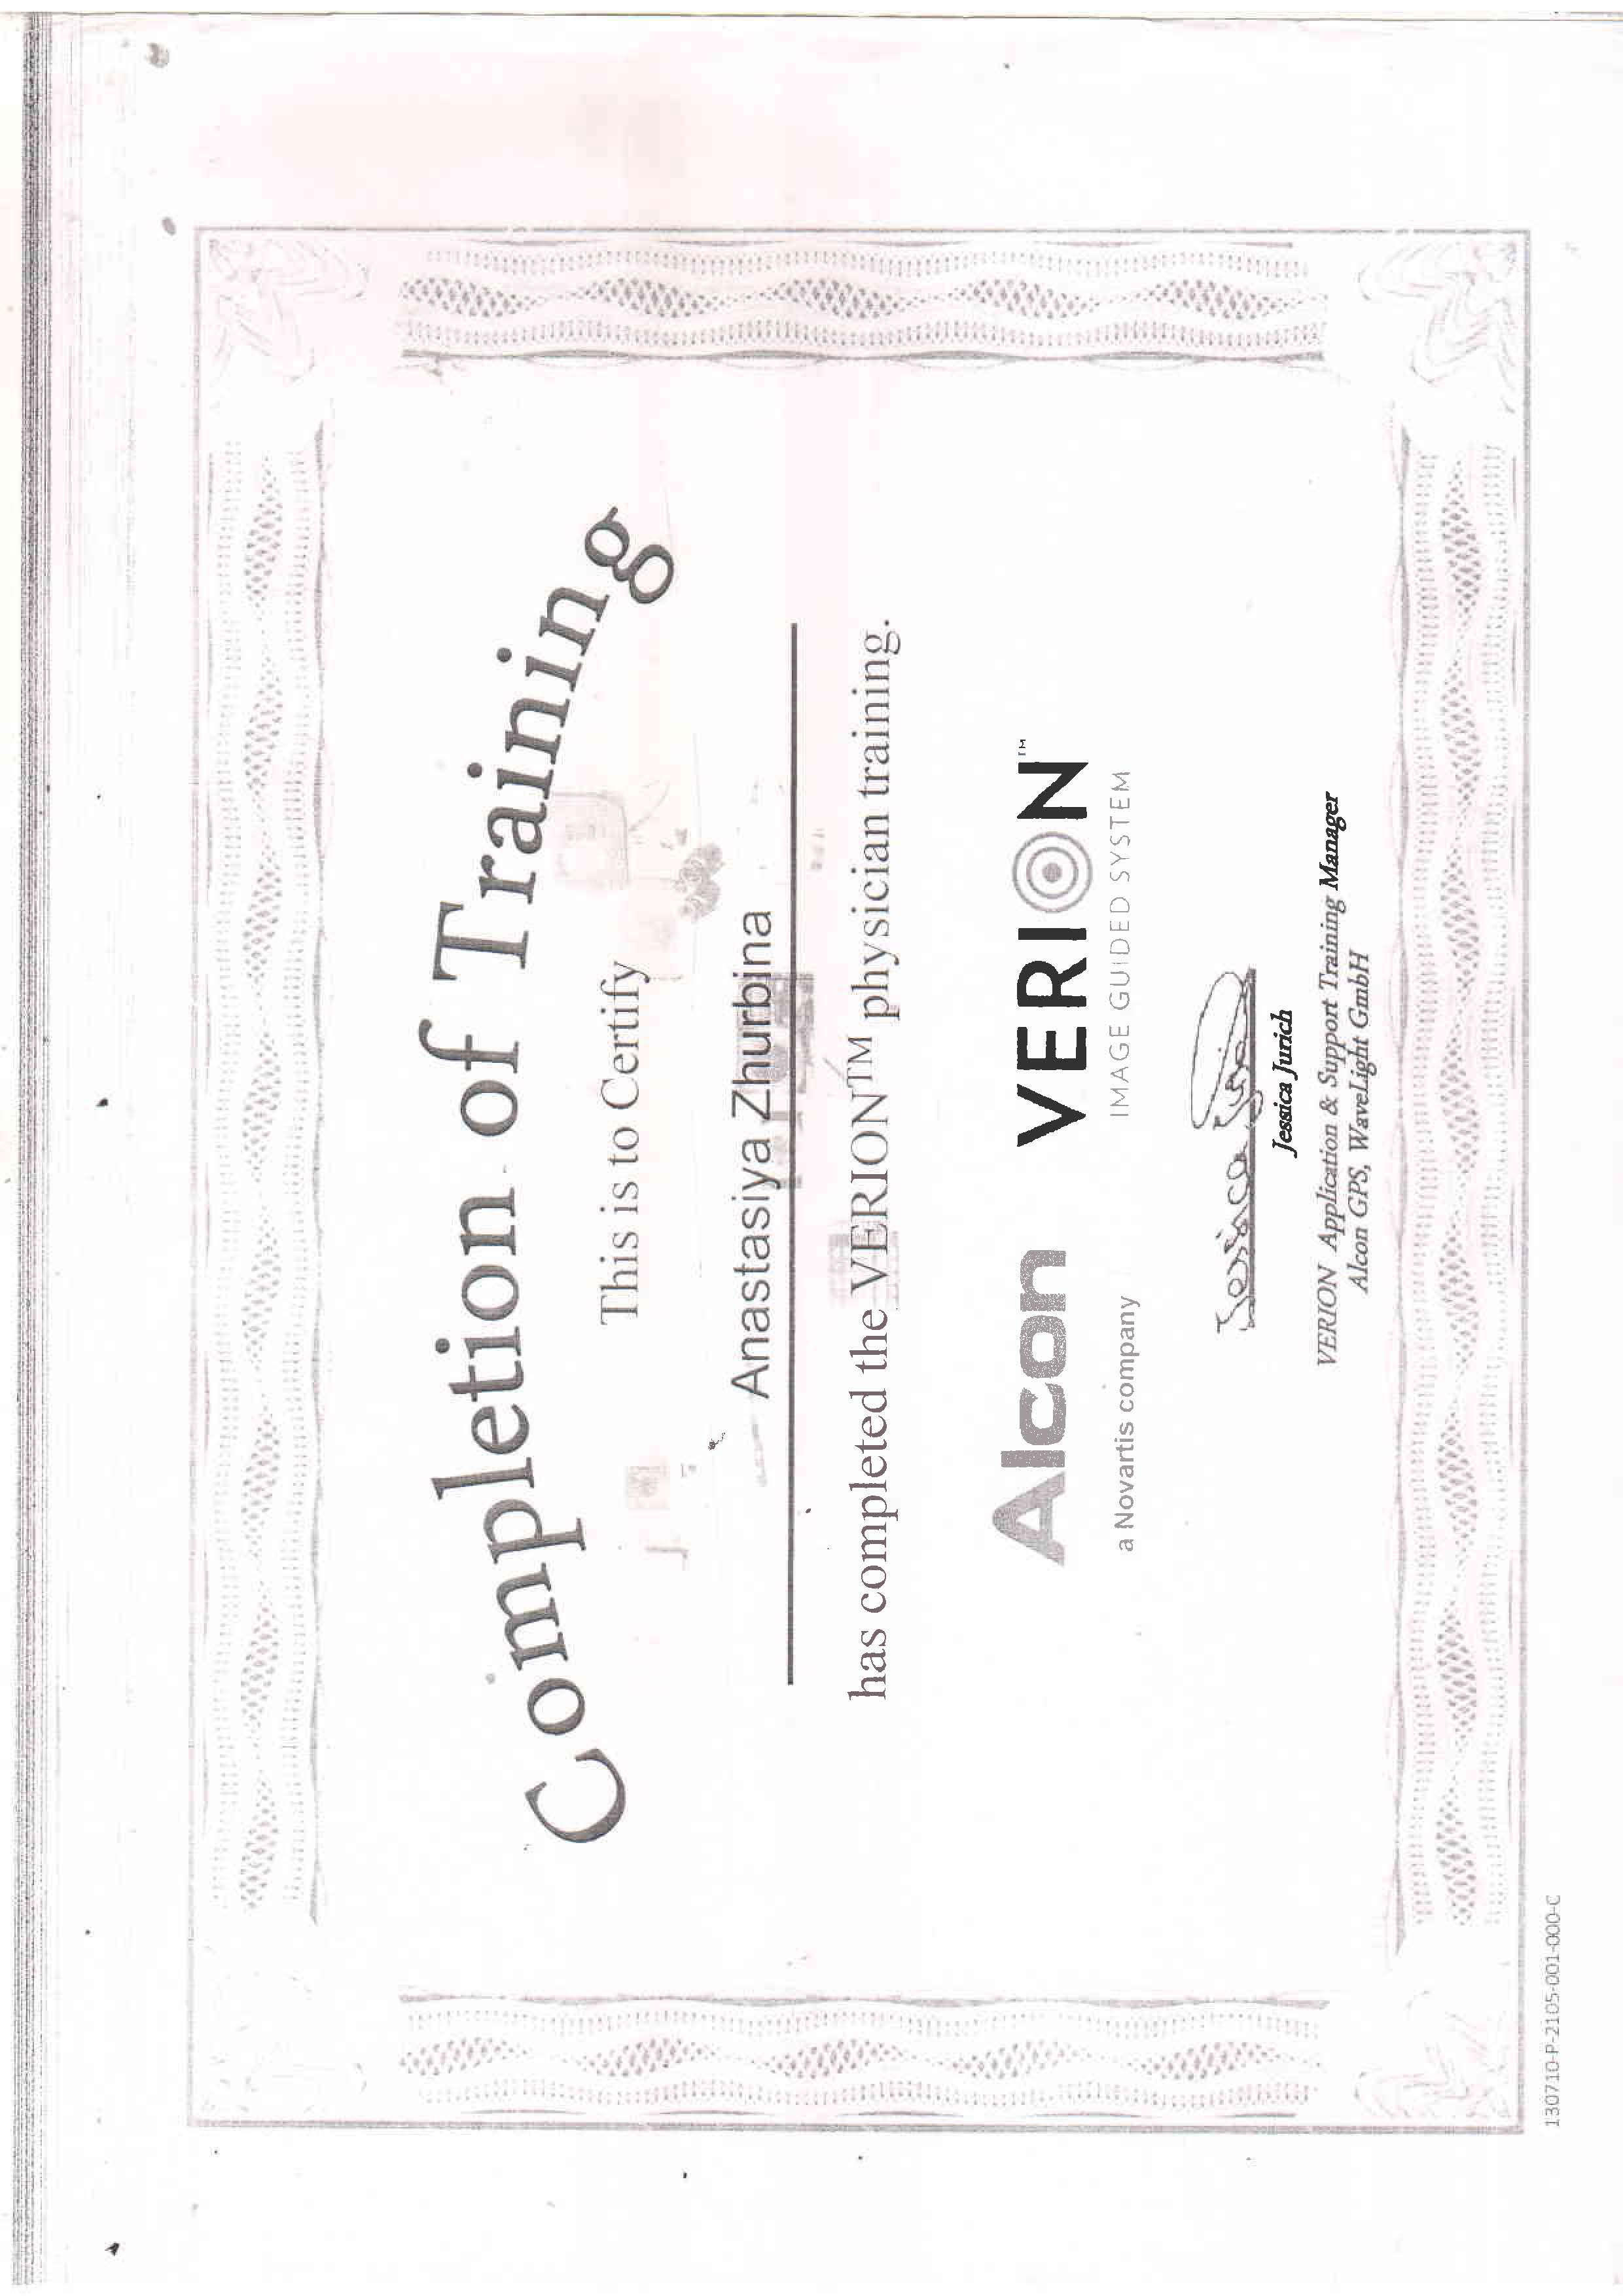 Completion of Training
This is to Certify
Anastasiya Zhurbina
has completed the VERION™ physician training.
Alcon
a Novartis company
VERION™
IMAGE GUIDED SYSTEM
Jessica Jurich
Jessica Jurich
VERION Application & Support Training Manager
Alcon GPS, WaveLight GmbH
130710-P-2105-001-000-C